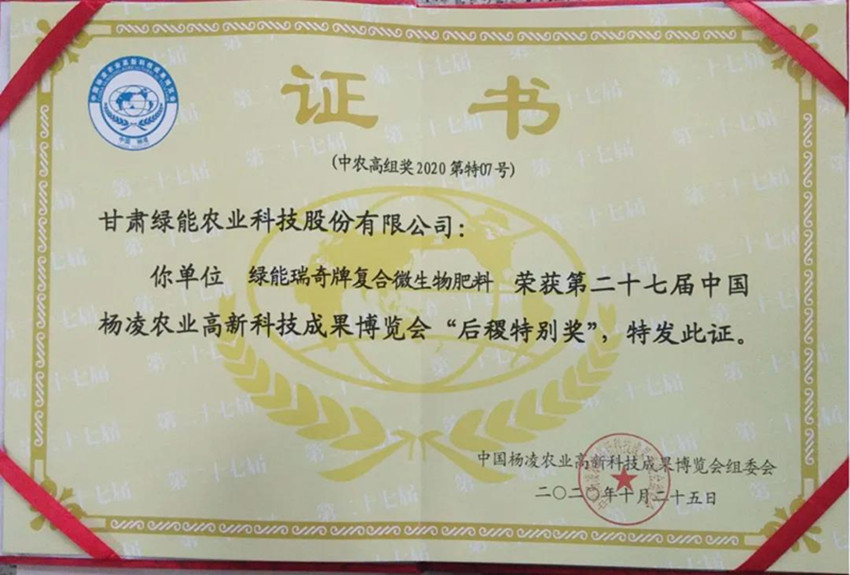 证书
(中农高组奖2020第特07号)
甘肃绿能农业科技股份有限公司:
你单位 绿能瑞奇牌复合微生物肥料 荣获第二十七届中国
杨凌农业高新科技成果博览会“后稷特别奖”,特发此证。
中国杨凌农业高新科技成果博览会组委会
二〇二〇年十月二十五日